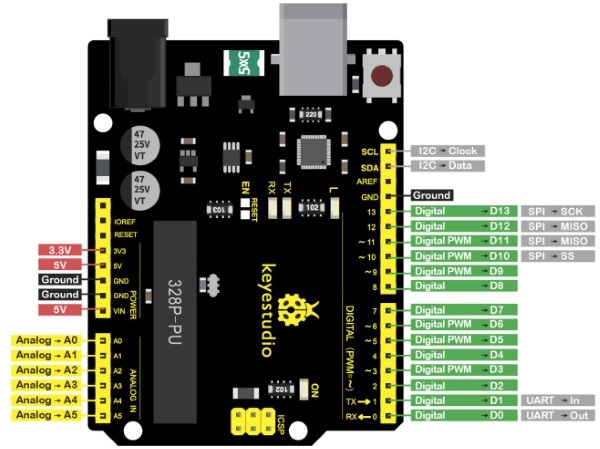 5x5
47
25V
VT
47
25V
VT
220
103
EN
RESET
RX
TX
102
L
IOREF
RESET
3.3V 3V3
5V 5V
Ground GND
Ground GND
5V VIN
POWER
Analog → A0 A0
Analog → A1 A1
Analog → A2 A2
Analog → A3 A3
Analog → A4 A4
Analog → A5 A5
ANALOG IN
328P-PU
keyestudio
102
ON
ICSP
DIGITAL (PWM=~)
SCL I2C → Clock
SDA I2C → Data
AREF
GND Ground
13 Digital → D13 SPI → SCK
12 Digital → D12 SPI → MISO
~11 Digital PWM → D11 SPI → MISO
~10 Digital PWM → D10 SPI → SS
~9 Digital PWM → D9
8 Digital → D8
7 Digital → D7
~6 Digital PWM → D6
~5 Digital PWM → D5
4 Digital → D4
~3 Digital PWM → D3
2 Digital → D2
TX→1 Digital → D1 UART → In
RX←0 Digital → D0 UART → Out